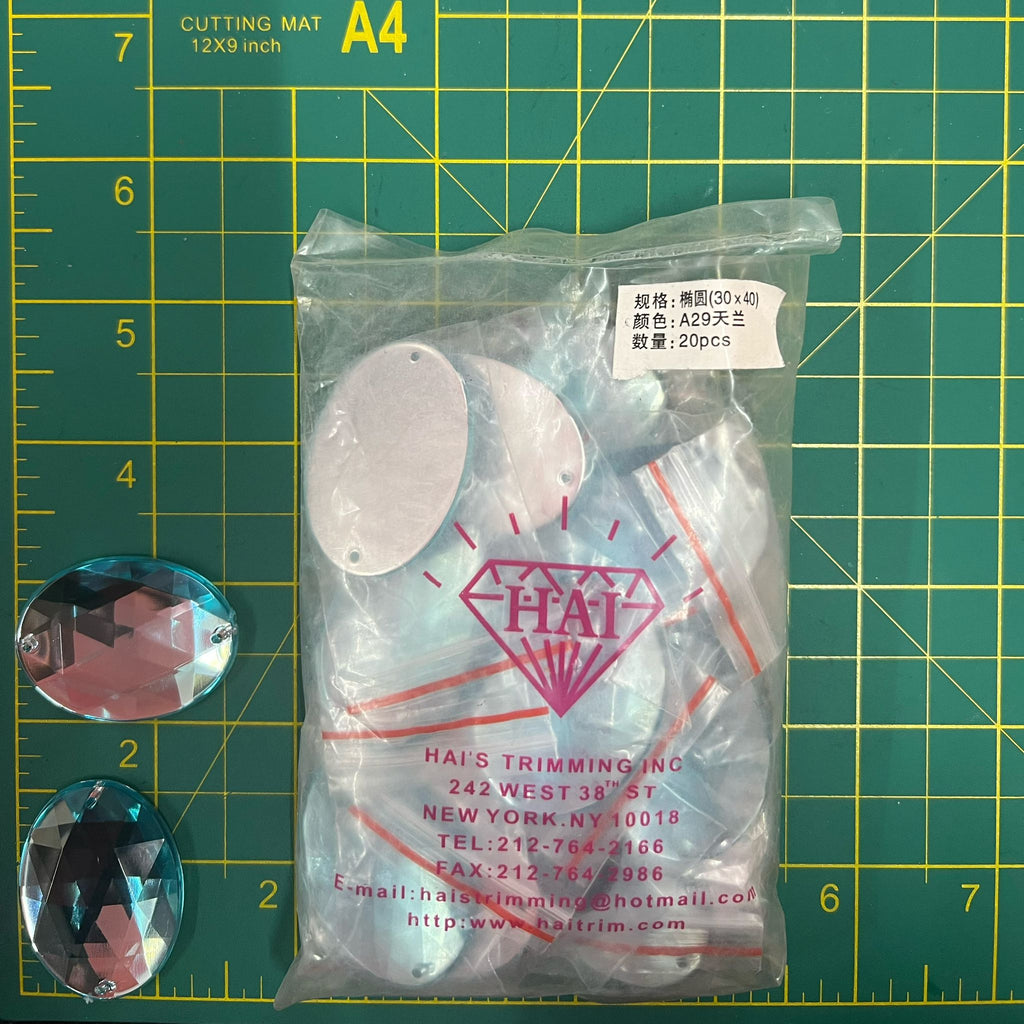 CUTTING MAT
12X9 inch
A4
7
6
5
4
2
2
6
7
规格:椭圆(30×40)
颜色:A29天兰
数量:20pcs
HAI
HAI'S TRIMMING INC
242 WEST 38TH ST
NEW YORK.NY 10018
TEL:212-764-2166
FAX:212-764-2986
E-mail:haistrimming@hotmail.com
http:www.haitrim.com